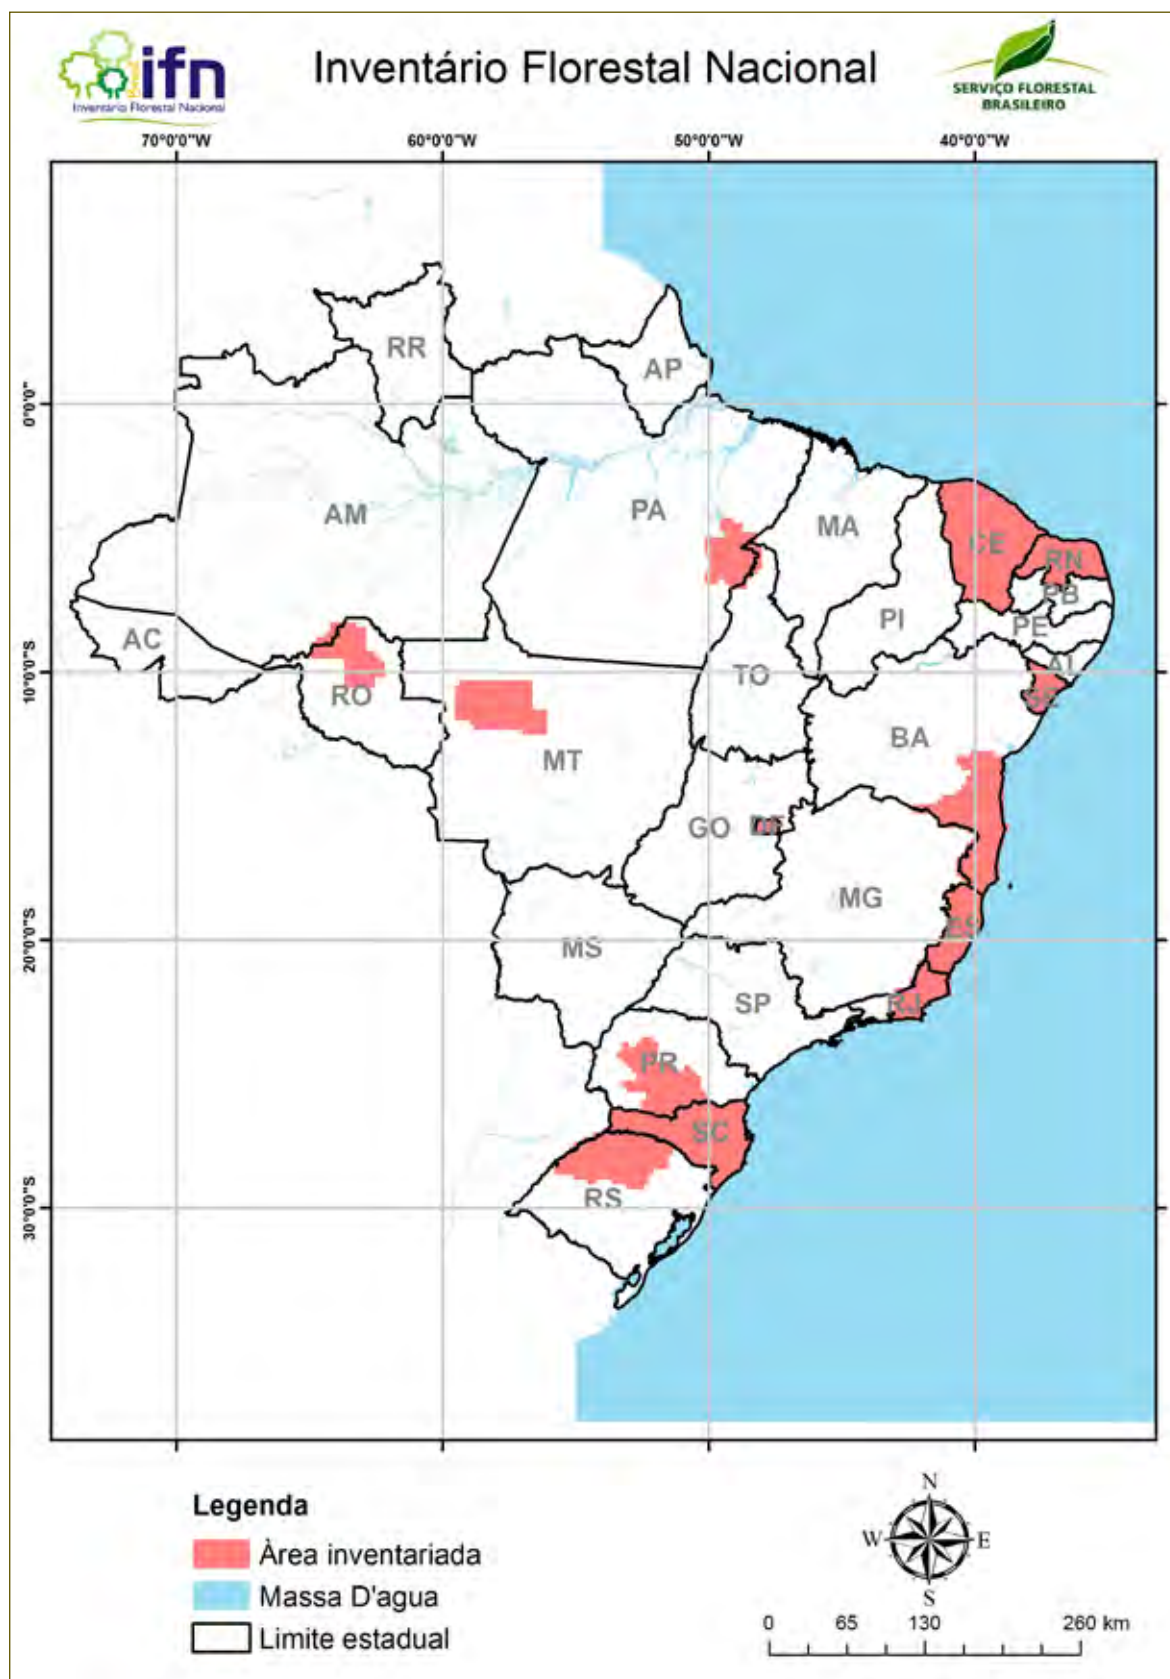 ifn
Inventário Florestal Nacional
Inventário Florestal Nacional
SERVIÇO FLORESTAL
BRASILEIRO
70°0'0"W 60°0'0"W 50°0'0"W 40°0'0"W
RR
AP
0°0'0"
AM
PA
MA
CE
RN
PB
PI
PE
AC
AL
10°0'0"S
TO
RO
SE
BA
MT
GO
DF
MG
ES
20°0'0"S
MS
SP
RJ
PR
SC
RS
30°0'0"S
Legenda
Àrea inventariada
Massa D'agua
Limite estadual
N
W E
S
0 65 130 260 km